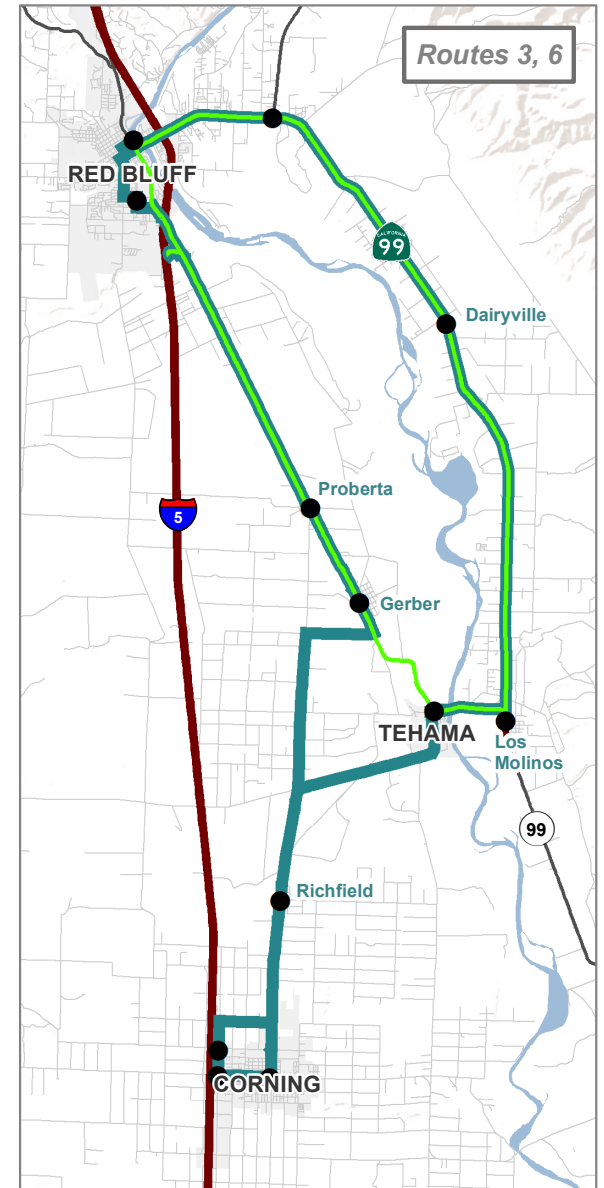 Routes 3, 6
RED BLUFF
CALIFORNIA
99
Dairyville
Proberta
5
Gerber
TEHAMA
Los
Molinos
99
Richfield
CORNING